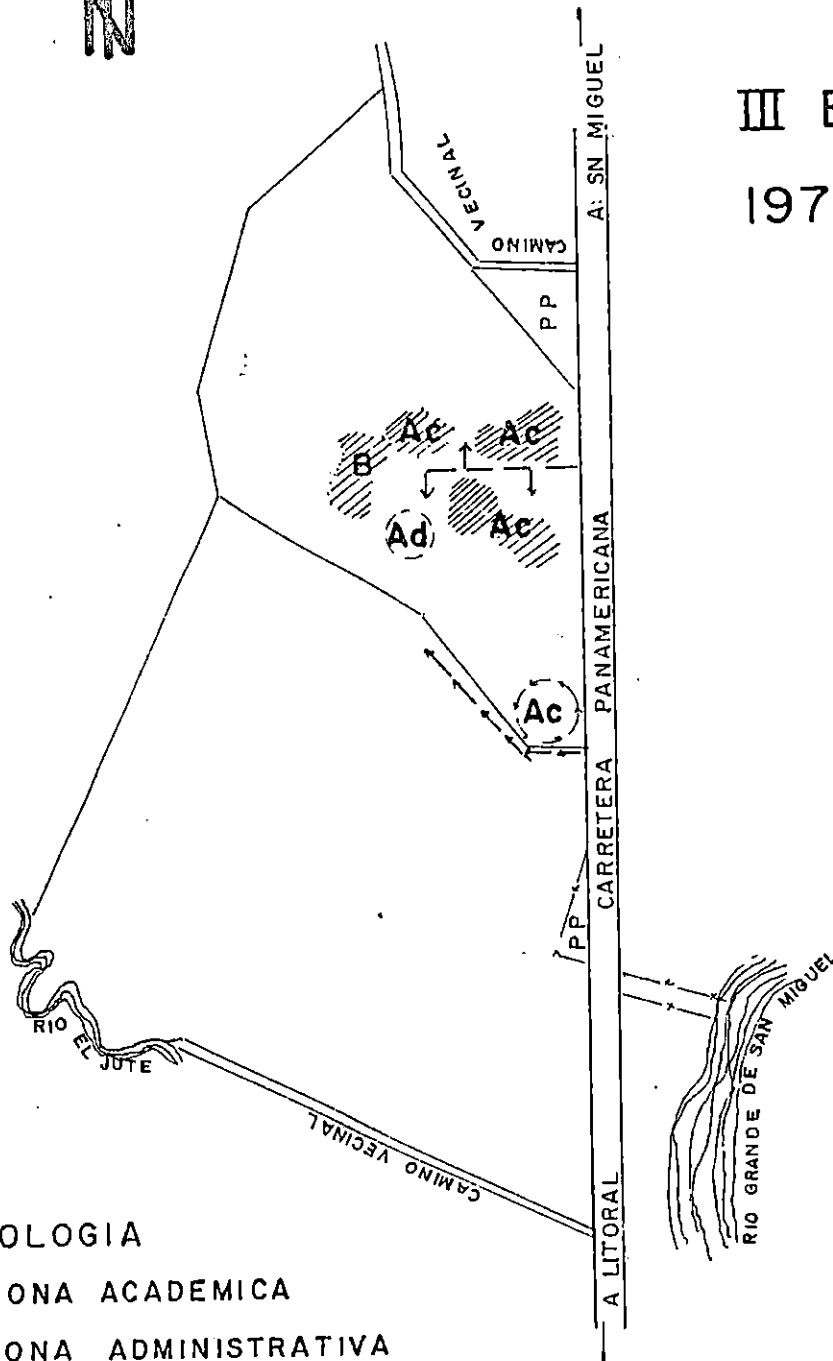 N
III E
197
A: SN MIGUEL
CAMINO VECINAL
PP
Ac
Ac
B
Ad
Ac
Ac
CARRETERA PANAMERICANA
PP
RIO EL JUTE
CAMINO VECINAL
RIO GRANDE DE SAN MIGUEL
A LITORAL
OLOGIA
ONA ACADEMICA
ONA ADMINISTRATIVA